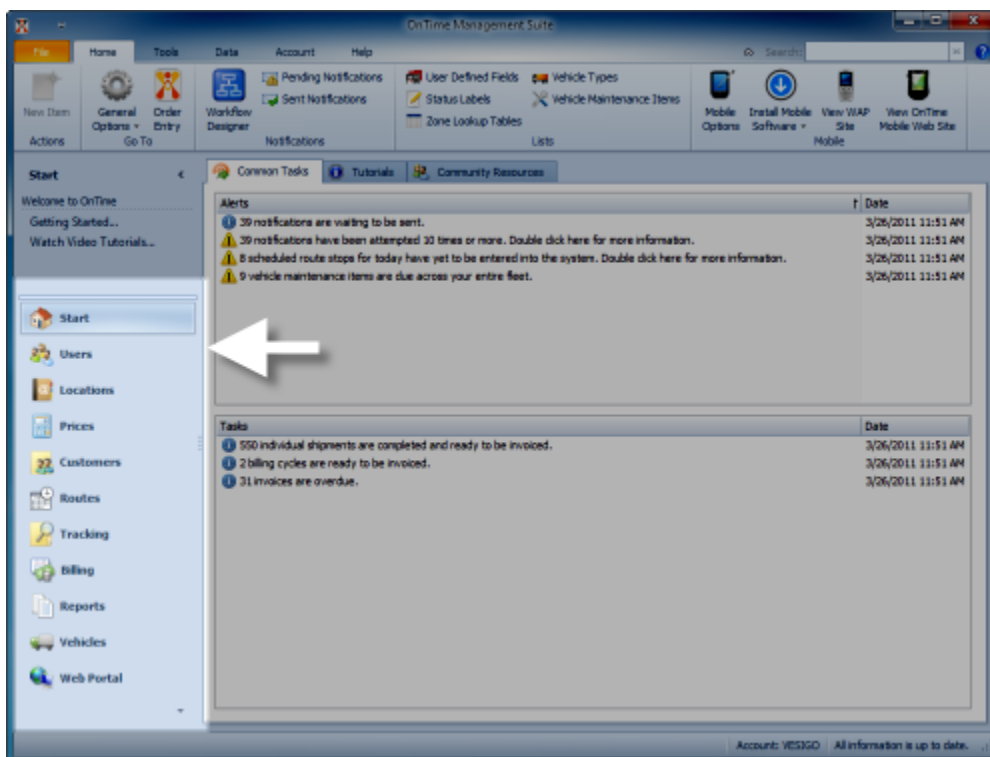 OnTime Management Suite
File Home Tools Data Account Help Search:
New Item
General Options
Order Entry
Workflow Designer
Pending Notifications
Sent Notifications
User Defined Fields
Status Labels
Zone Lookup Tables
Vehicle Types
Vehicle Maintenance Items
Mobile Options
Install Mobile Software
View WAP Site
View OnTime Mobile Web Site
Actions Go To Notifications Lists Mobile
Start
Welcome to OnTime
Getting Started...
Watch Video Tutorials...
Start
Users
Locations
Prices
Customers
Routes
Tracking
Billing
Reports
Vehicles
Web Portal
Common Tasks Tutorials Community Resources
Alerts Date
39 notifications are waiting to be sent. 3/26/2011 11:51 AM
39 notifications have been attempted 10 times or more. Double click here for more information. 3/26/2011 11:51 AM
8 scheduled route stops for today have yet to be entered into the system. Double click here for more information. 3/26/2011 11:51 AM
9 vehicle maintenance items are due across your entire fleet. 3/26/2011 11:51 AM
Tasks Date
550 individual shipments are completed and ready to be invoiced. 3/26/2011 11:51 AM
2 billing cycles are ready to be invoiced. 3/26/2011 11:51 AM
31 invoices are overdue. 3/26/2011 11:51 AM
Account: VESIGO All information is up to date.